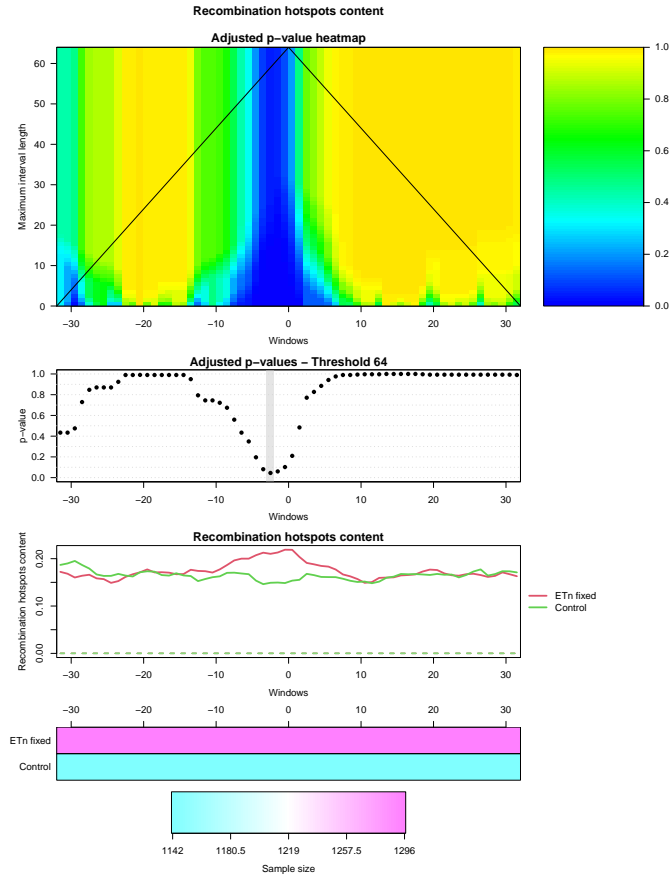 Recombination hotspots content
Adjusted p-value heatmap
Maximum interval length
60
50
40
30
20
10
0
−30 −20 −10 0 10 20 30
Windows
1.0
0.8
0.6
0.4
0.2
0.0
Adjusted p-values − Threshold 64
p-value
1.0
0.8
0.6
0.4
0.2
0.0
−30 −20 −10 0 10 20 30
Windows
Recombination hotspots content
Recombination hotspots content
0.20
0.10
0.00
−30 −20 −10 0 10 20 30
Windows
ETn fixed
Control
−30 −20 −10 0 10 20 30
ETn fixed
Control
1142 1180.5 1219 1257.5 1296
Sample size